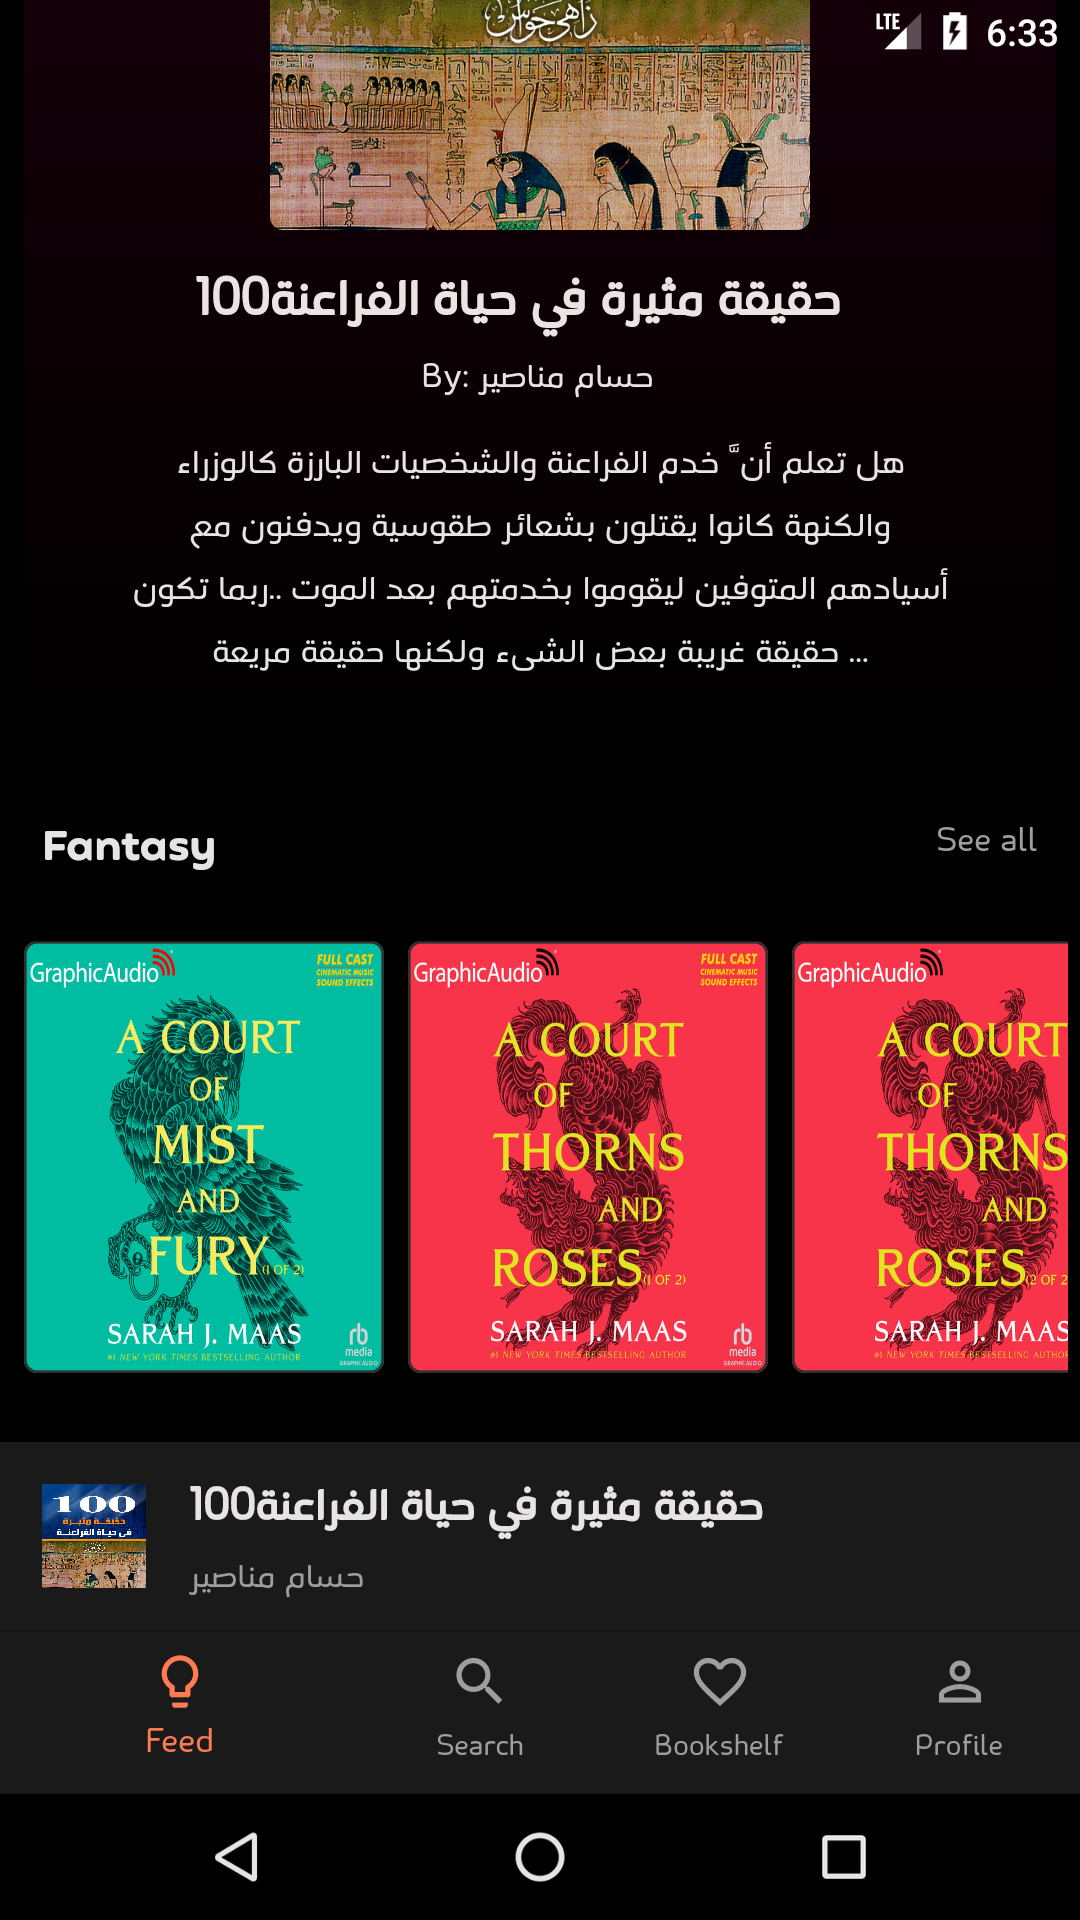 زاهي حواس
LTE 6:33
100حقيقة مثيرة في حياة الفراعنة
By: حسام مناصير
هل تعلم أنَّ خدم الفراعنة والشخصيات البارزة كالوزراء
والكنهة كانوا يقتلون بشعائر طقوسية ويدفنون مع
أسيادهم المتوفين ليقوموا بخدمتهم بعد الموت ..ربما تكون
حقيقة غريبة بعض الشىء ولكنها حقيقة مريعة ...
Fantasy
See all
GraphicAudio
FULL CAST
CINEMATIC MUSIC
SOUND EFFECTS
A COURT
OF
MIST
AND
FURY (1 OF 2)
SARAH J. MAAS
#1 NEW YORK TIMES BESTSELLING AUTHOR
rb
media
GRAPHIC AUDIO
GraphicAudio
FULL CAST
CINEMATIC MUSIC
SOUND EFFECTS
A COURT
OF
THORNS
AND
ROSES (1 OF 2)
SARAH J. MAAS
#1 NEW YORK TIMES BESTSELLING AUTHOR
rb
media
GRAPHIC AUDIO
GraphicAudio
A COURT
OF
THORNS
AND
ROSES (2 OF 2
SARAH J. MAAS
#1 NEW YORK TIMES BESTSELLING AUTHOR
100
حقيقة مثيرة
في حياة الفراعنة
100حقيقة مثيرة في حياة الفراعنة
حسام مناصير
Feed
Search
Bookshelf
Profile